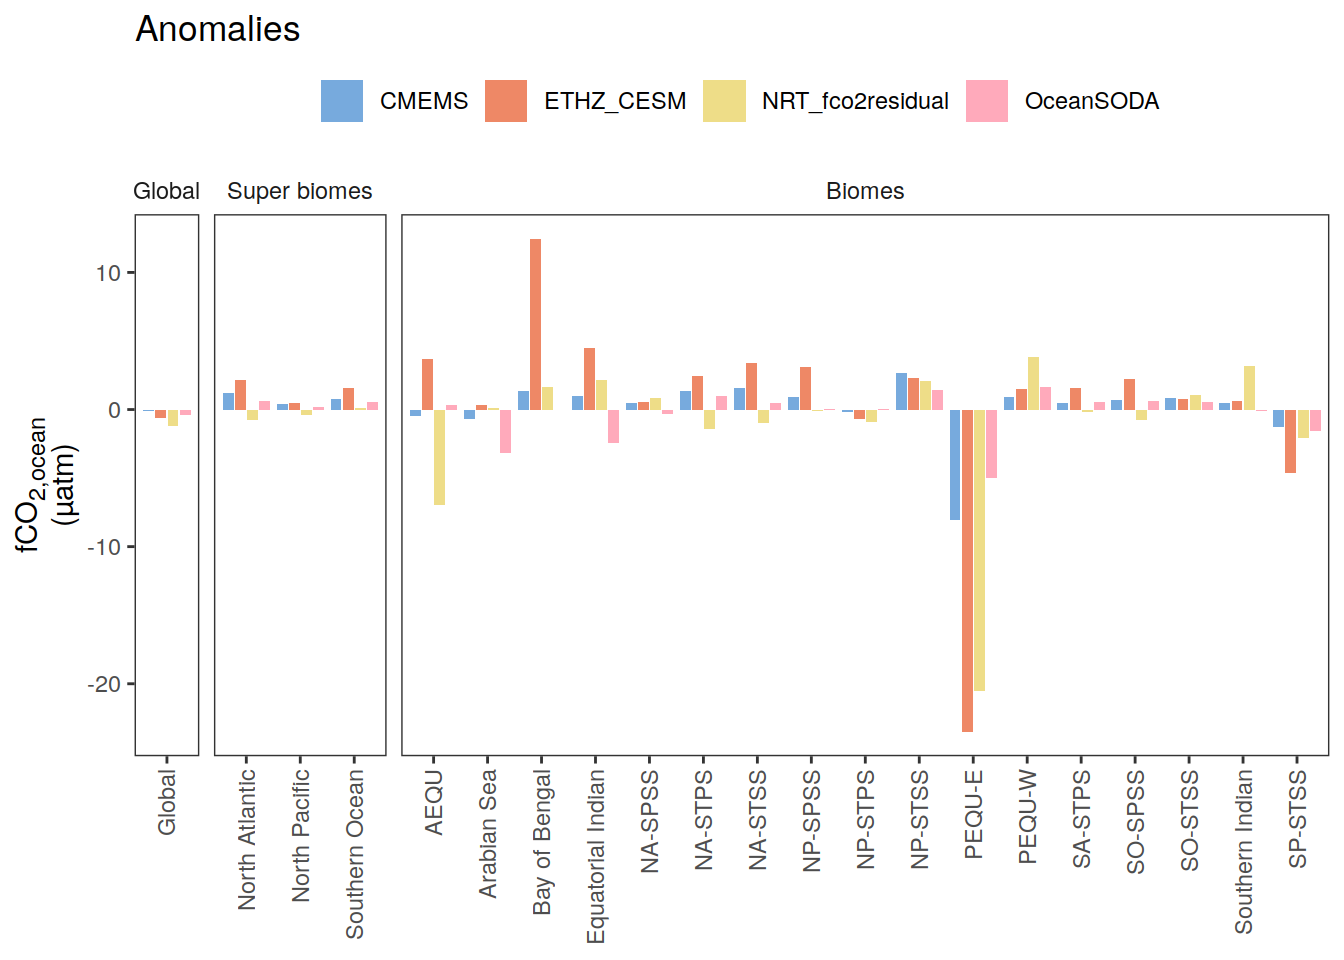 Anomalies
CMEMS ETHZ_CESM NRT_fco2residual OceanSODA
Global Super biomes Biomes
fCO2,ocean
(µatm)
10
0
-10
-20
Global
North Atlantic
North Pacific
Southern Ocean
AEQU
Arabian Sea
Bay of Bengal
Equatorial Indian
NA-SPSS
NA-STPS
NA-STSS
NP-SPSS
NP-STPS
NP-STSS
PEQU-E
PEQU-W
SA-STPS
SO-SPSS
SO-STSS
Southern Indian
SP-STSS